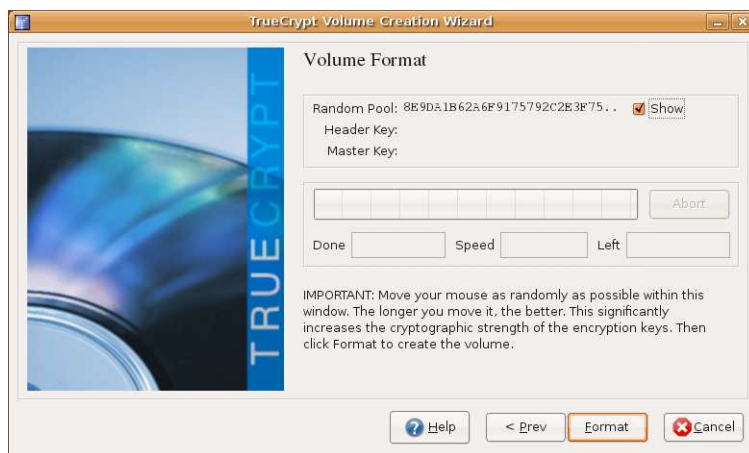 TrueCrypt Volume Creation Wizard
TRUECRYPT
Volume Format
Random Pool: 8E9DA1B62A6F9175792C2E3F75.. Show
Header Key:
Master Key:
Abort
Done Speed Left
IMPORTANT: Move your mouse as randomly as possible within this
window. The longer you move it, the better. This significantly
increases the cryptographic strength of the encryption keys. Then
click Format to create the volume.
Help < Prev Format Cancel